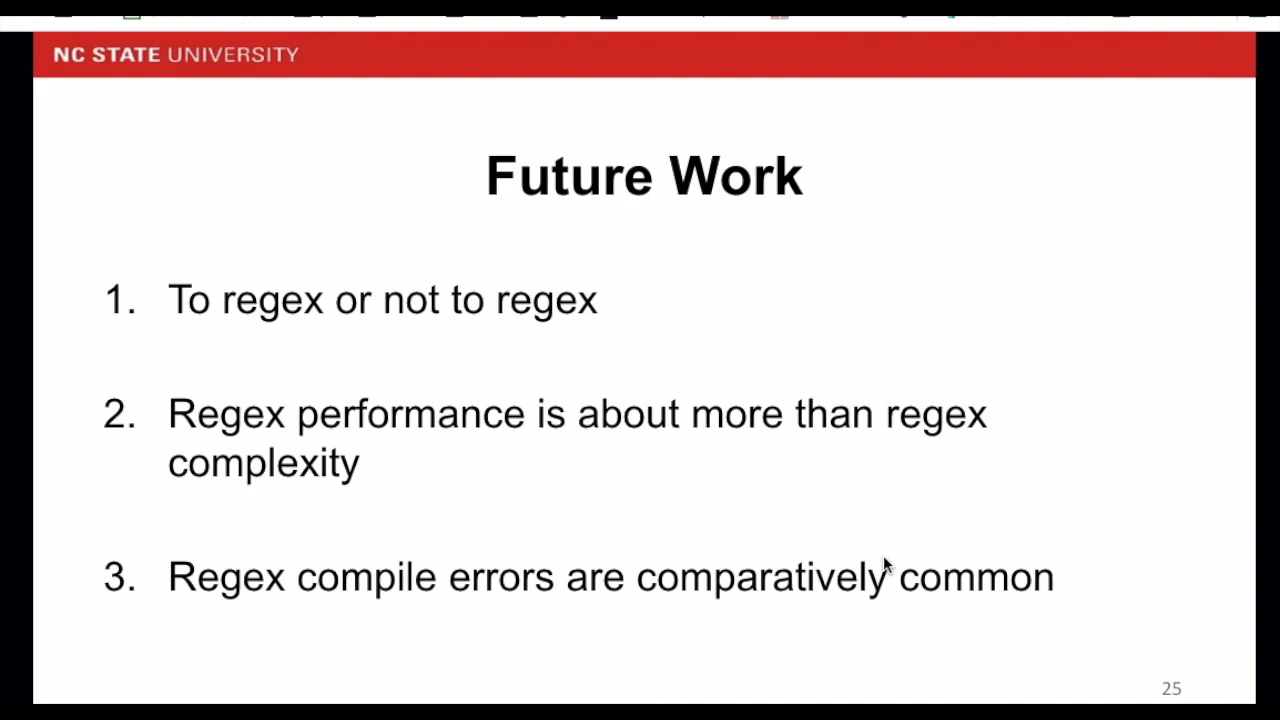 NC STATE UNIVERSITY
Future Work
1. To regex or not to regex
2. Regex performance is about more than regex
complexity
3. Regex compile errors are comparatively common
25